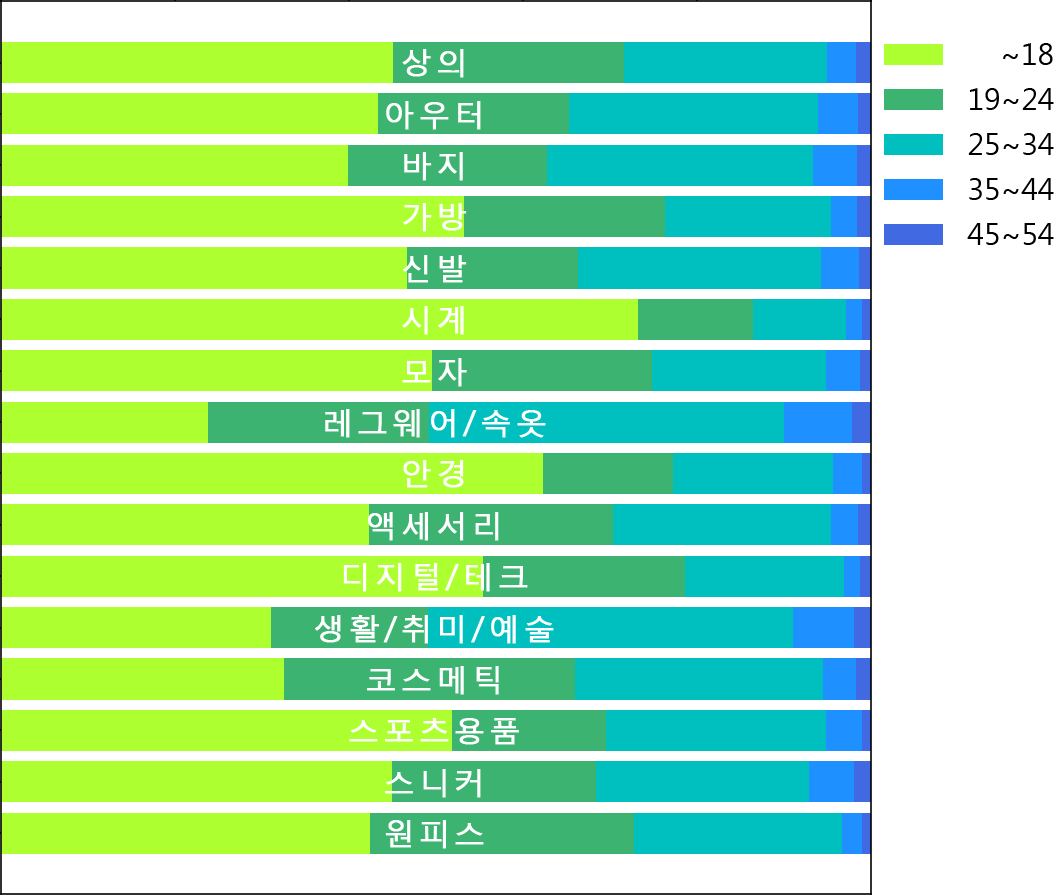 상의
아우터
바지
가방
신발
시계
모자
레그웨어/속옷
안경
액세서리
디지털/테크
생활/취미/예술
코스메틱
스포츠용품
스니커
원피스
~18
19~24
25~34
35~44
45~54